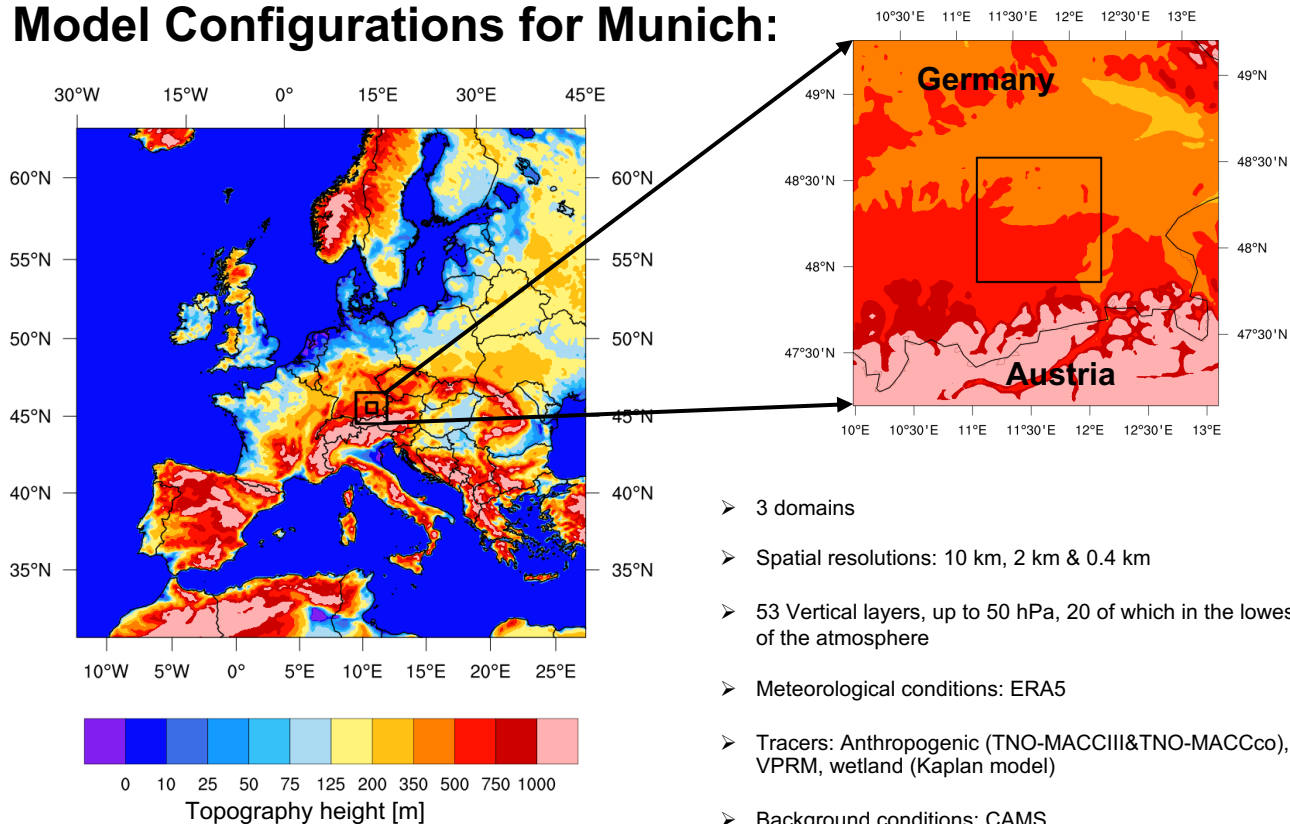 Model Configurations for Munich:
30°W 15°W 0° 15°E 30°E 45°E
60°N 60°N
55°N 55°N
50°N 50°N
45°N 45°N
40°N 40°N
35°N 35°N
10°W 5°W 0° 5°E 10°E 15°E 20°E 25°E
0 10 25 50 75 125 200 350 500 750 1000
Topography height [m]
10°30'E 11°E 11°30'E 12°E 12°30'E 13°E
Germany
49°N 49°N
48°30'N 48°30'N
48°N 48°N
47°30'N 47°30'N
Austria
10°E 10°30'E 11°E 11°30'E 12°E 12°30'E 13°E
➢ 3 domains
➢ Spatial resolutions: 10 km, 2 km & 0.4 km
➢ 53 Vertical layers, up to 50 hPa, 20 of which in the lowes
of the atmosphere
➢ Meteorological conditions: ERA5
➢ Tracers: Anthropogenic (TNO-MACCIII&TNO-MACCco),
VPRM, wetland (Kaplan model)
➢ Background conditions: CAMS